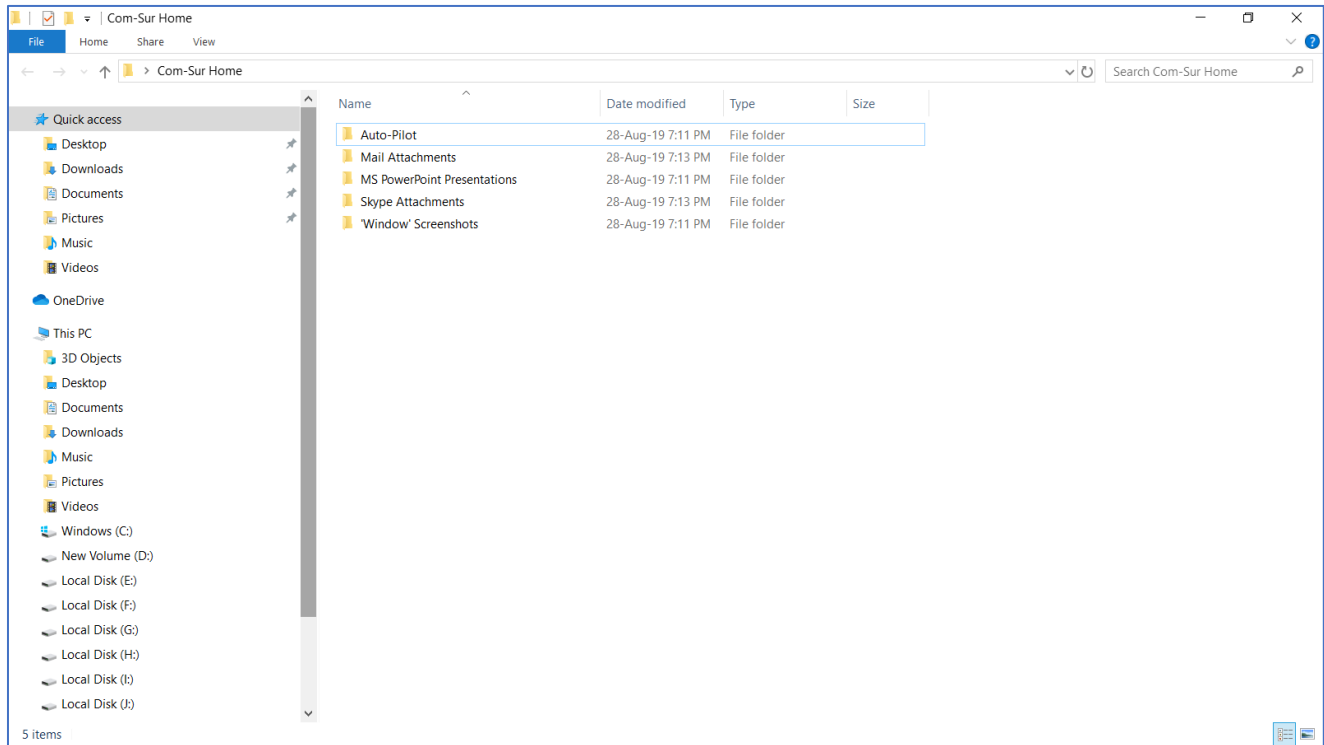 Com-Sur Home
File Home Share View
Com-Sur Home Search Com-Sur Home
Name Date modified Type Size
Quick access
Desktop
Downloads
Documents
Pictures
Music
Videos
OneDrive
This PC
3D Objects
Desktop
Documents
Downloads
Music
Pictures
Videos
Windows (C:)
New Volume (D:)
Local Disk (E:)
Local Disk (F:)
Local Disk (G:)
Local Disk (H:)
Local Disk (I:)
Local Disk (J:)
Auto-Pilot 28-Aug-19 7:11 PM File folder
Mail Attachments 28-Aug-19 7:13 PM File folder
MS PowerPoint Presentations 28-Aug-19 7:11 PM File folder
Skype Attachments 28-Aug-19 7:13 PM File folder
'Window' Screenshots 28-Aug-19 7:11 PM File folder
5 items